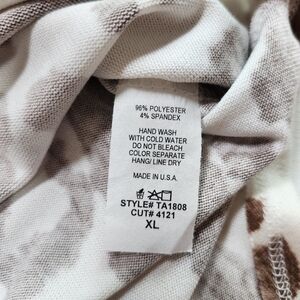 96% POLYESTER
4% SPANDEX
HAND WASH
WITH COLD WATER
DO NOT BLEACH
COLOR SEPARATE
HANG/ LINE DRY
MADE IN U.S.A.
STYLE# TA1808
CUT# 4121
XL